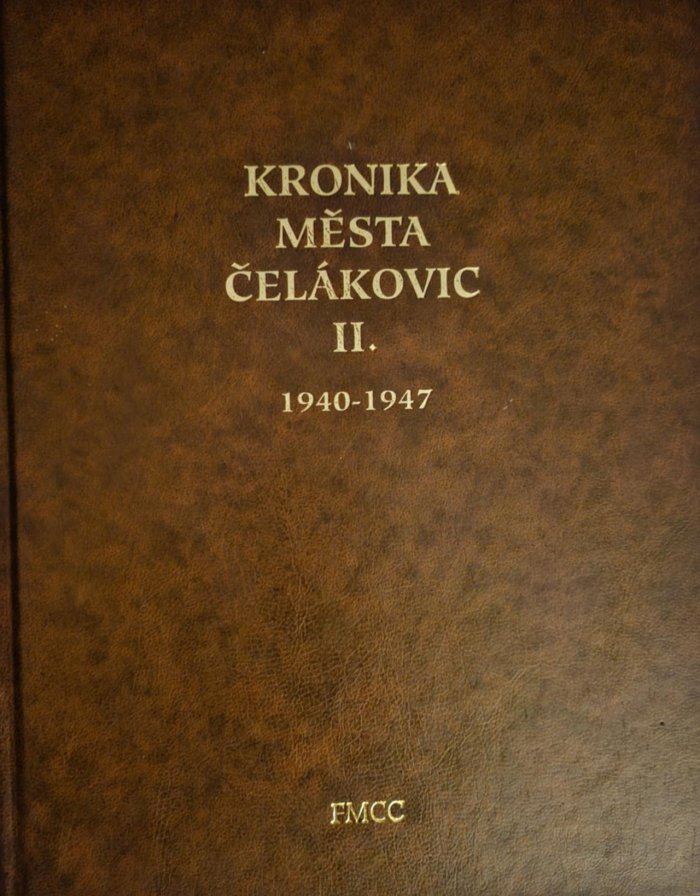 KRONIKA
MĚSTA
ČELÁKOVIC
II.
1940-1947
FMCC